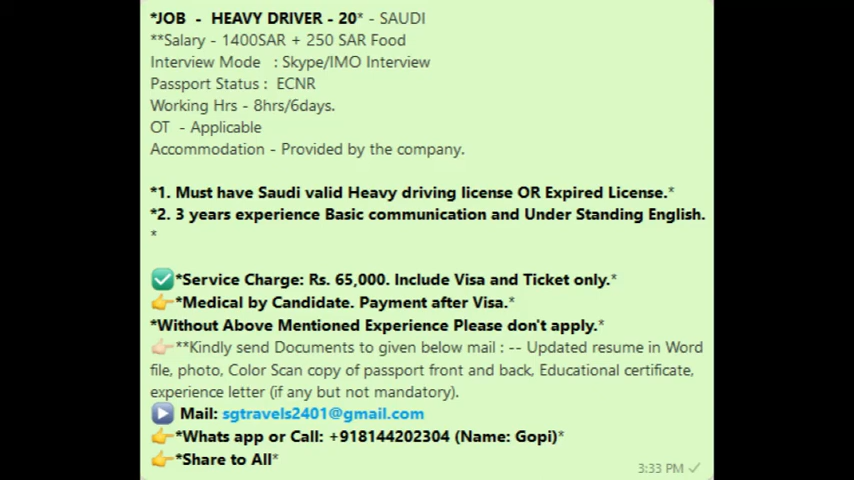 *JOB - HEAVY DRIVER - 20* - SAUDI
**Salary - 1400SAR + 250 SAR Food
Interview Mode : Skype/IMO Interview
Passport Status : ECNR
Working Hrs - 8hrs/6days.
OT - Applicable
Accommodation - Provided by the company.
*1. Must have Saudi valid Heavy driving license OR Expired License.*
*2. 3 years experience Basic communication and Under Standing English.
*
✅*Service Charge: Rs. 65,000. Include Visa and Ticket only.*
👉*Medical by Candidate. Payment after Visa.*
*Without Above Mentioned Experience Please don't apply.*
👉🏻**Kindly send Documents to given below mail : -- Updated resume in Word
file, photo, Color Scan copy of passport front and back, Educational certificate,
experience letter (if any but not mandatory).
▶️ Mail: sgtravels2401@gmail.com
👉*Whats app or Call: +918144202304 (Name: Gopi)*
👉*Share to All*
3:33 PM ✓